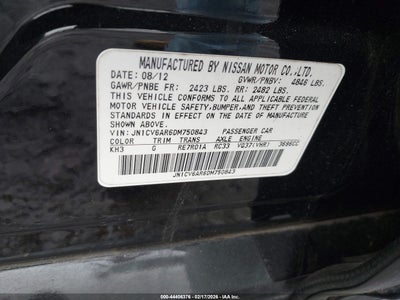 MANUFACTURED BY NISSAN MOTOR CO.,LTD.
DATE: 08/12 GVWR/PNBV: 4846 LBS.
GAWR/PNBE FR: 2423 LBS. RR: 2482 LBS.
THIS VEHICLE CONFORMS TO ALL APPLICABLE FEDERAL
MOTOR VEHICLE SAFETY,BUMPER,AND THEFT PREVENTION
STANDARDS IN EFFECT ON THE DATE OF MANUFACTURE
SHOWN ABOVE.
VIN: JN1CV6AR6DM750843 PASSENGER CAR
COLOR TRIM TRANS AXLE ENGINE
KH3 G RE7R01A RC33 VQ37(VHR) 3696CC
JN1CV6AR6DM750843
000-44406376 - 02/17/2026 - 000